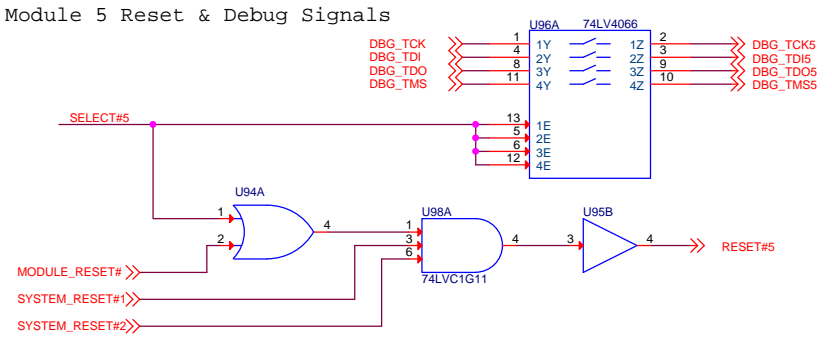 Module 5 Reset & Debug Signals
U96A 74LV4066
DBG_TCK 1 1Y 1Z 2 DBG_TCK5
DBG_TDI 4 2Y 2Z 3 DBG_TDI5
DBG_TDO 8 3Y 3Z 9 DBG_TDO5
DBG_TMS 11 4Y 4Z 10 DBG_TMS5
SELECT#5 13 1E
5 2E
6 3E
12 4E
U94A
1
2
4
U98A
1
3
6
4
74LVC1G11
U95B
3
4
RESET#5
MODULE_RESET#
SYSTEM_RESET#1
SYSTEM_RESET#2